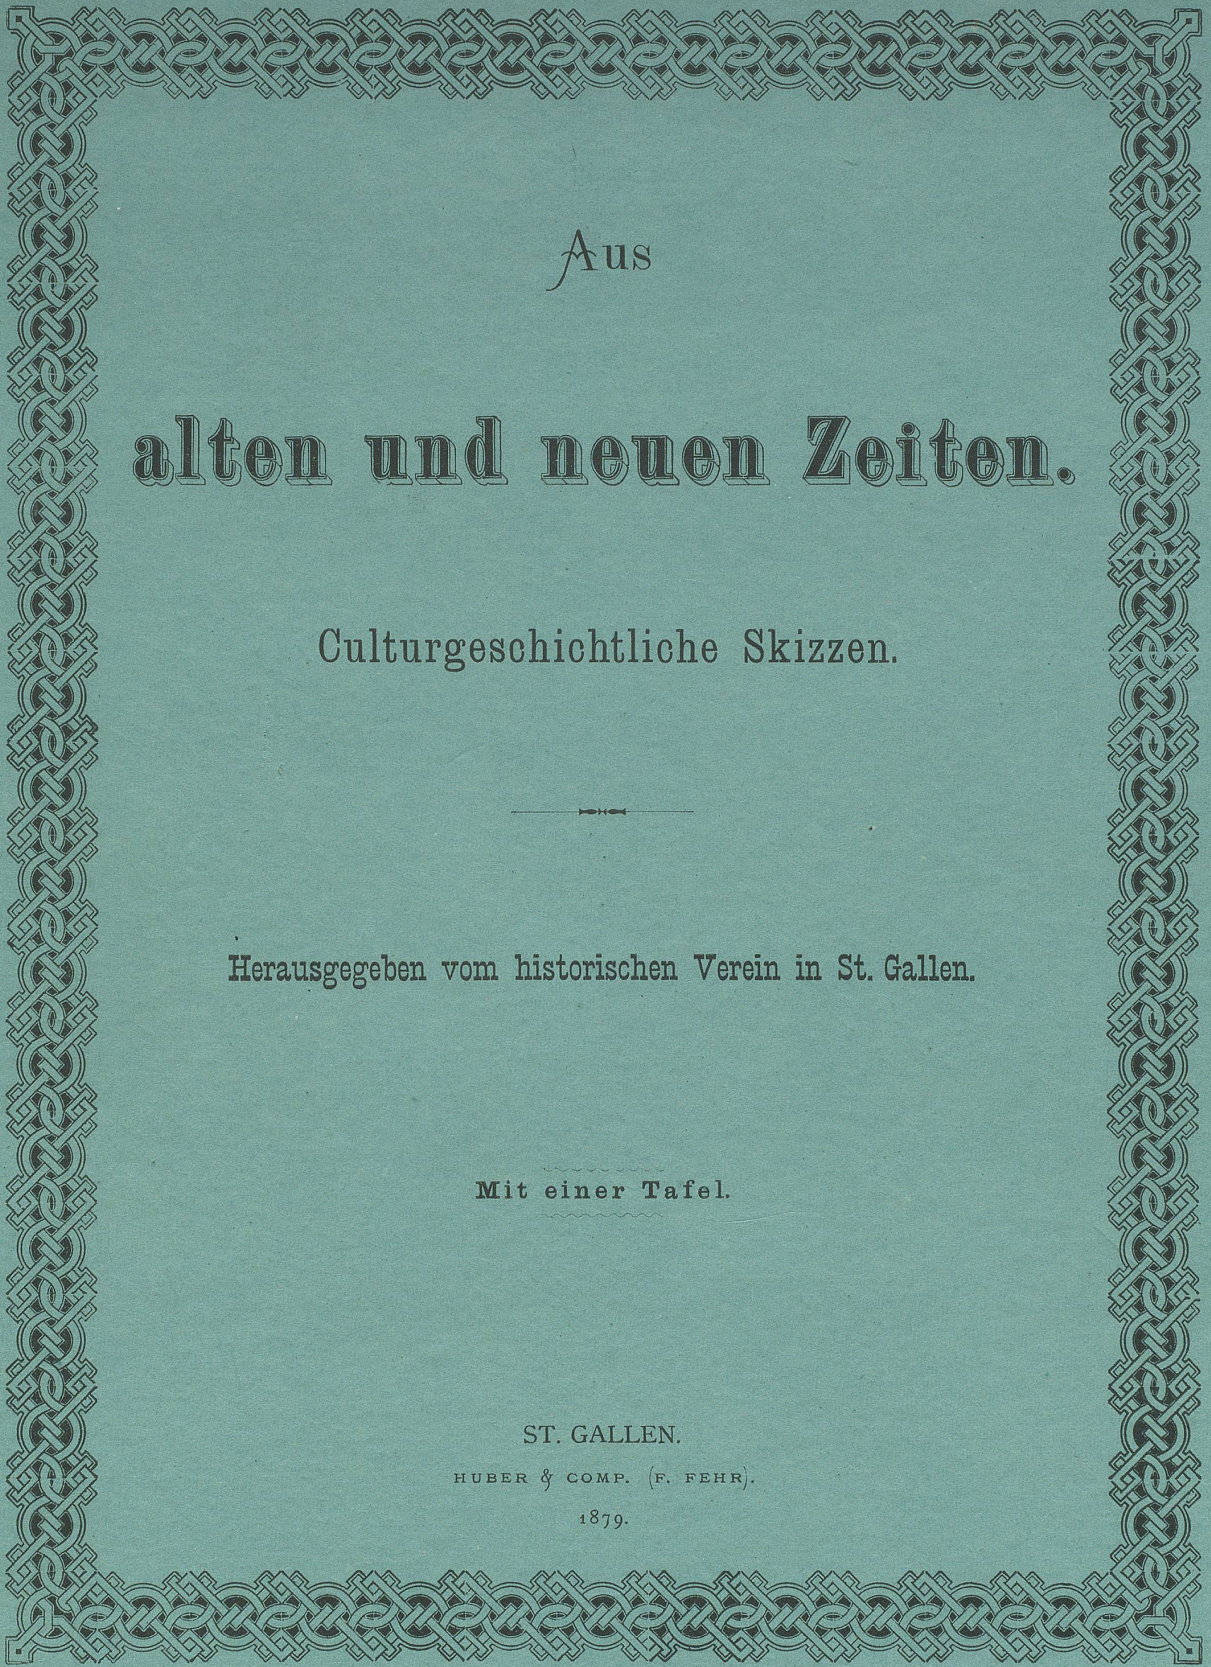 Aus
alten und neuen Zeiten.
Culturgeschichtliche Skizzen.
Herausgegeben vom historischen Verein in St. Gallen.
Mit einer Tafel.
ST. GALLEN.
HUBER & COMP. (F. FEHR).
1879.